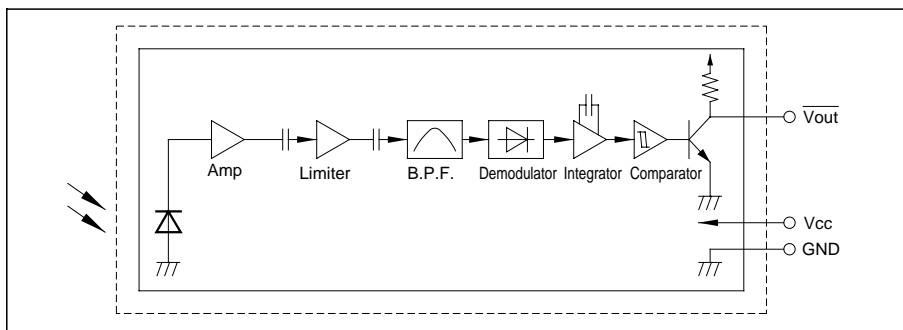 Vout
Amp
Limiter
B.P.F.
Demodulator
Integrator
Comparator
Vcc
GND